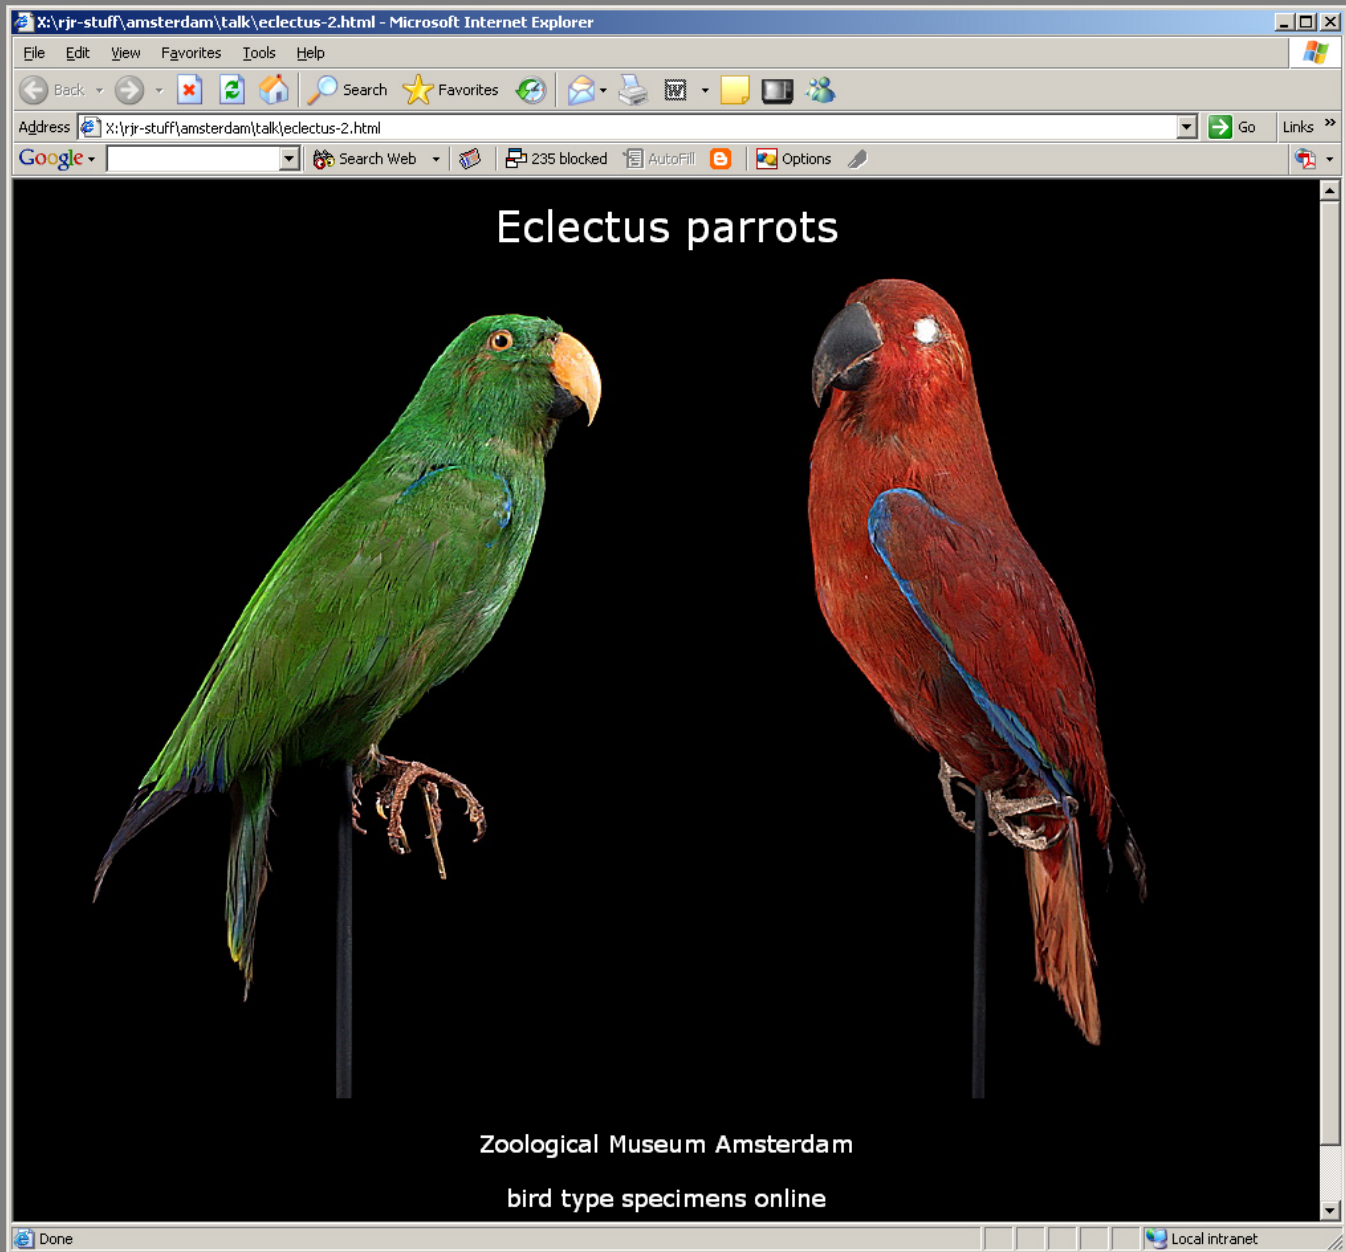 X:\rjr-stuff\amsterdam\talk\eclectus-2.html - Microsoft Internet Explorer
File Edit View Favorites Tools Help
Back Search Favorites
Address X:\rjr-stuff\amsterdam\talk\eclectus-2.html Go Links »
Google Search Web 235 blocked AutoFill Options
Eclectus parrots
Zoological Museum Amsterdam
bird type specimens online
Done Local intranet